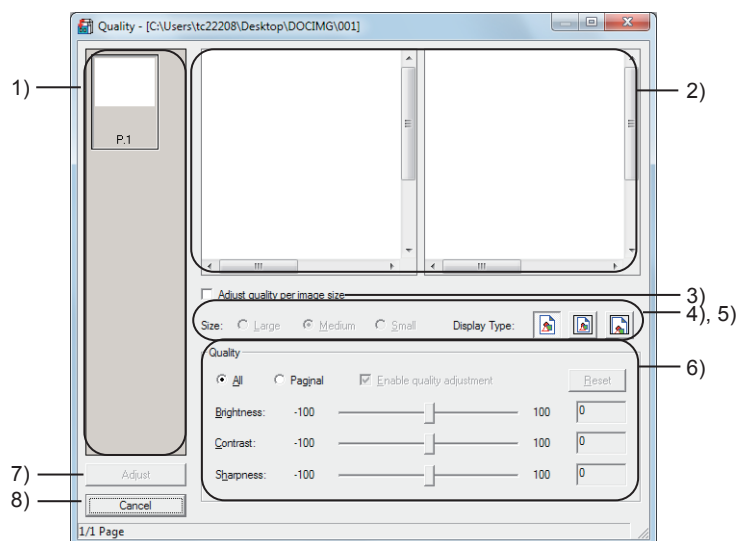 Quality - [C:\Users\tc22208\Desktop\DOCIMG\001]
1)
2)
P.1
Adjust quality per image size
3)
4), 5)
Size: Large Medium Small Display Type:
Quality
6)
All Paginal Enable quality adjustment Reset
Brightness: -100 100 0
Contrast: -100 100 0
Sharpness: -100 100 0
7) Adjust
8) Cancel
1/1 Page